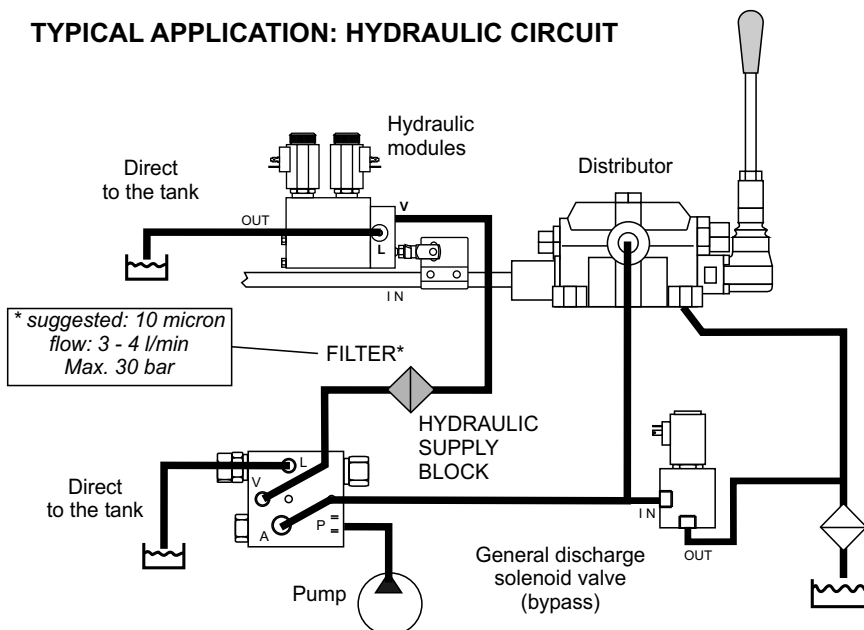 TYPICAL APPLICATION: HYDRAULIC CIRCUIT
Hydraulic
modules
Distributor
Direct
to the tank
OUT
V
L
IN
* suggested: 10 micron
flow: 3 - 4 l/min
Max. 30 bar
FILTER*
HYDRAULIC
SUPPLY
BLOCK
Direct
to the tank
L
V
A
P
IN
OUT
General discharge
solenoid valve
(bypass)
Pump